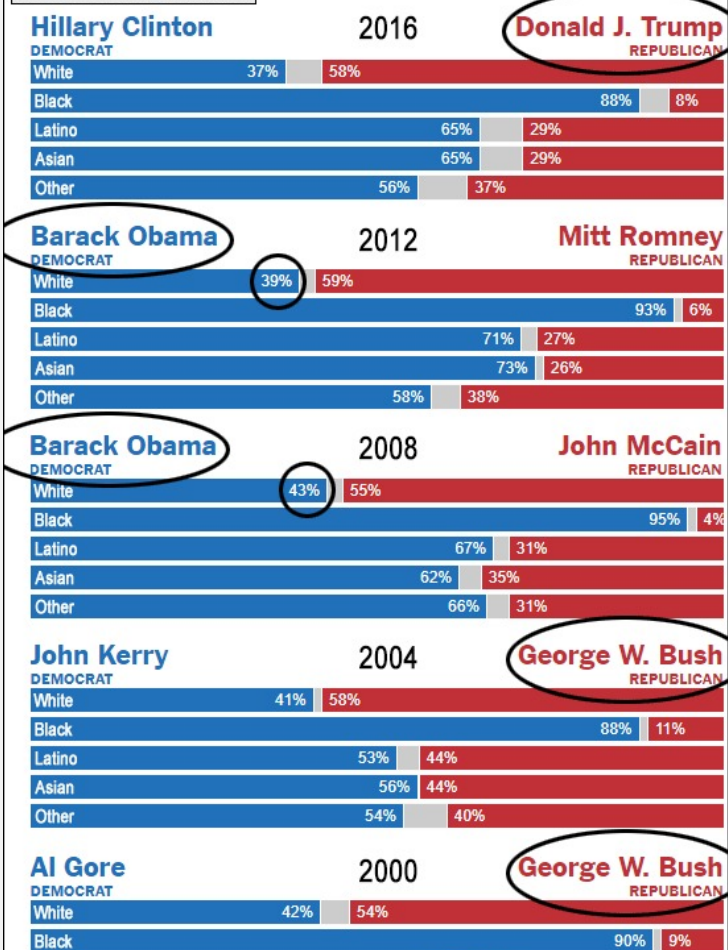 Hillary Clinton 2016 Donald J. Trump
DEMOCRAT REPUBLICAN
White 37% 58%
Black 88% 8%
Latino 65% 29%
Asian 65% 29%
Other 56% 37%
Barack Obama 2012 Mitt Romney
DEMOCRAT REPUBLICAN
White 39% 59%
Black 93% 6%
Latino 71% 27%
Asian 73% 26%
Other 58% 38%
Barack Obama 2008 John McCain
DEMOCRAT REPUBLICAN
White 43% 55%
Black 95% 4%
Latino 67% 31%
Asian 62% 35%
Other 66% 31%
John Kerry 2004 George W. Bush
DEMOCRAT REPUBLICAN
White 41% 58%
Black 88% 11%
Latino 53% 44%
Asian 56% 44%
Other 54% 40%
Al Gore 2000 George W. Bush
DEMOCRAT REPUBLICAN
White 42% 54%
Black 90% 9%